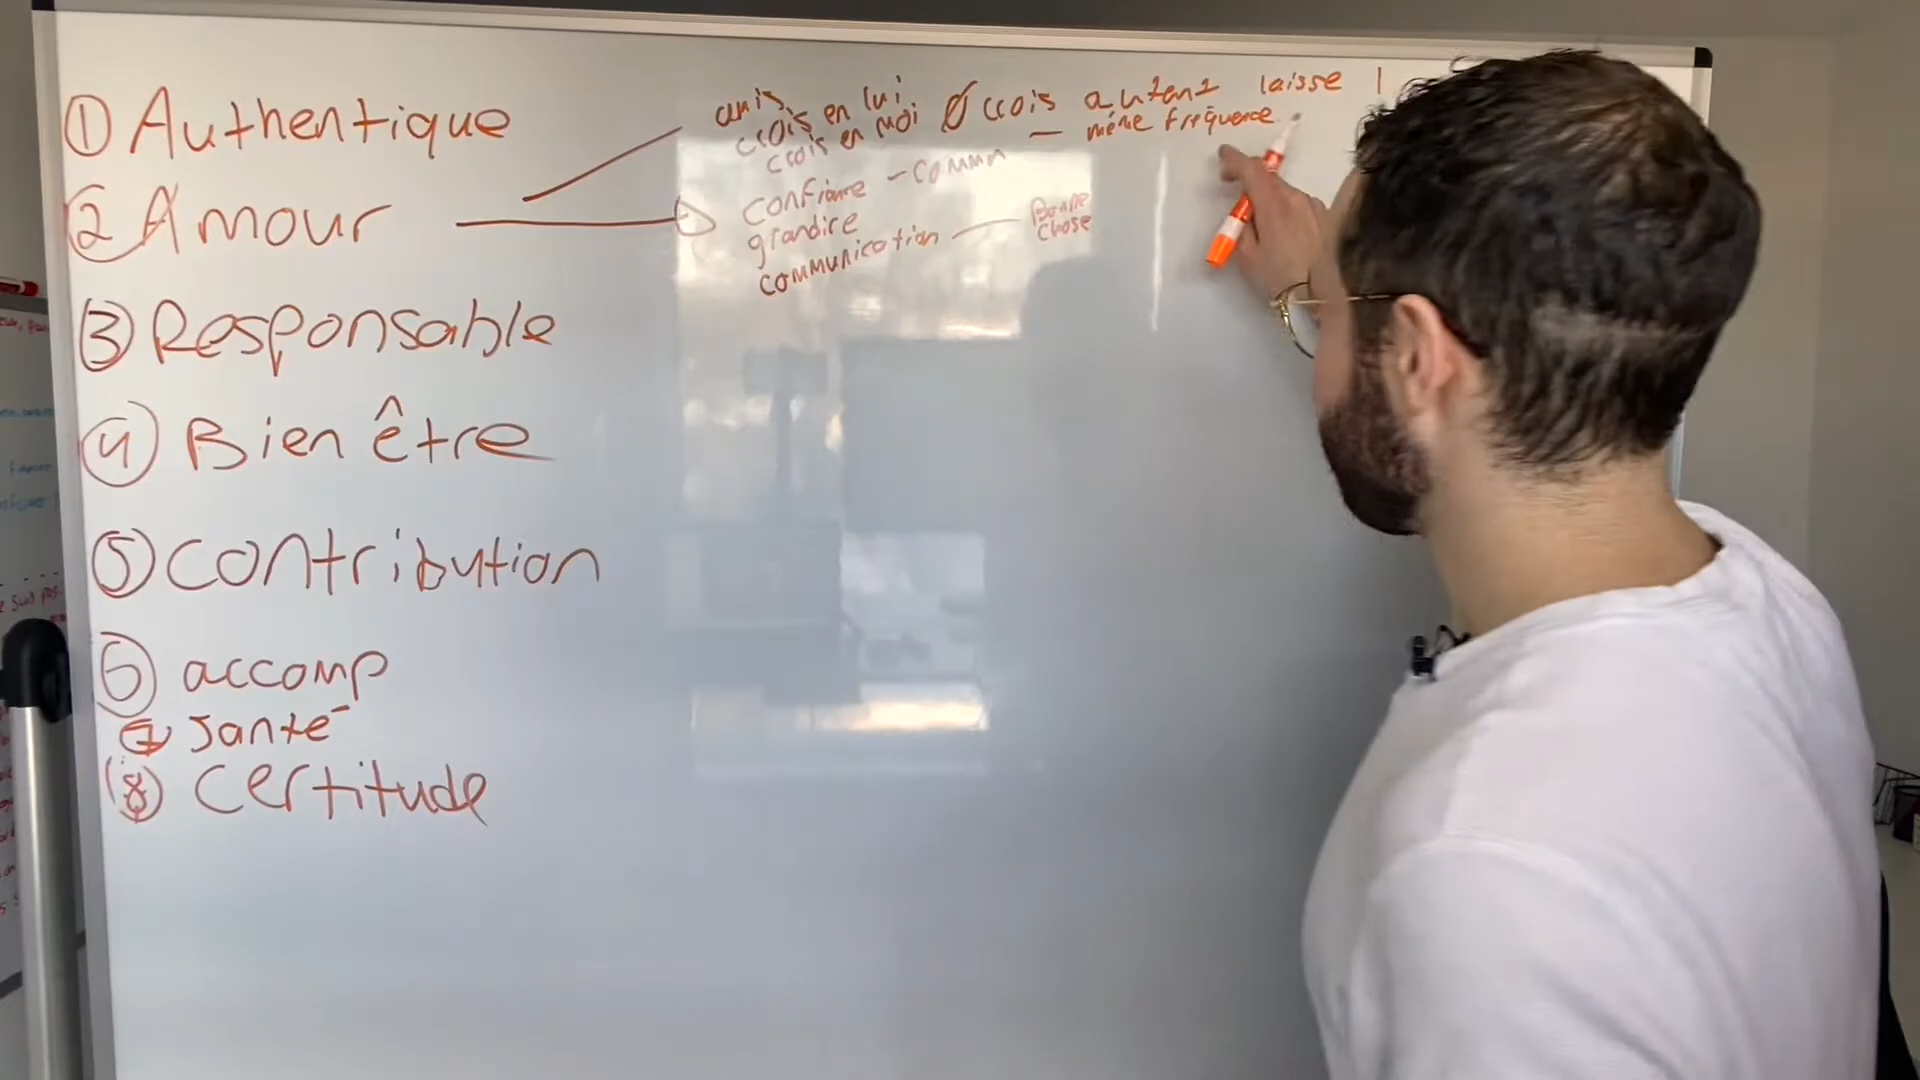 ① Authentique
② Amour
③ Responsable
④ Bien être
⑤ contribution
⑥ accomp
⑦ santé
⑧ certitude
amis
crois en lui
crois en moi
Ø crois autant laisse
— même fréquence
confiance - commn
grandire
communication — Bonne
chose